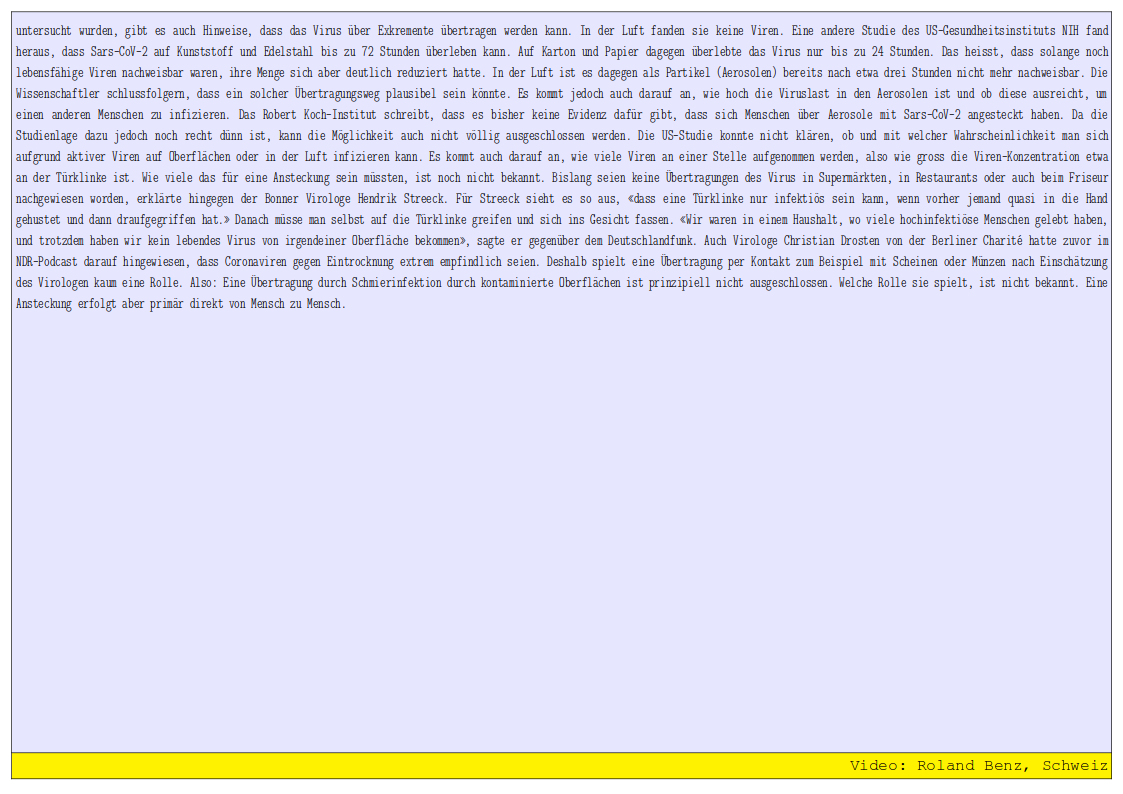 untersucht wurden, gibt es auch Hinweise, dass das Virus über Exkremente übertragen werden kann. In der Luft fanden sie keine Viren. Eine andere Studie des US-Gesundheitsinstituts NIH fand
heraus, dass Sars-CoV-2 auf Kunststoff und Edelstahl bis zu 72 Stunden überleben kann. Auf Karton und Papier dagegen überlebte das Virus nur bis zu 24 Stunden. Das heisst, dass solange noch
lebensfähige Viren nachweisbar waren, ihre Menge sich aber deutlich reduziert hatte. In der Luft ist es dagegen als Partikel (Aerosolen) bereits nach etwa drei Stunden nicht mehr nachweisbar. Die
Wissenschaftler schlussfolgern, dass ein solcher Übertragungsweg plausibel sein könnte. Es kommt jedoch auch darauf an, wie hoch die Viruslast in den Aerosolen ist und ob diese ausreicht, um
einen anderen Menschen zu infizieren. Das Robert Koch-Institut schreibt, dass es bisher keine Evidenz dafür gibt, dass sich Menschen über Aerosole mit Sars-CoV-2 angesteckt haben. Da die
Studienlage dazu jedoch noch recht dünn ist, kann die Möglichkeit auch nicht völlig ausgeschlossen werden. Die US-Studie konnte nicht klären, ob und mit welcher Wahrscheinlichkeit man sich
aufgrund aktiver Viren auf Oberflächen oder in der Luft infizieren kann. Es kommt auch darauf an, wie viele Viren an einer Stelle aufgenommen werden, also wie gross die Viren-Konzentration etwa
an der Türklinke ist. Wie viele das für eine Ansteckung sein müssten, ist noch nicht bekannt. Bislang seien keine Übertragungen des Virus in Supermärkten, in Restaurants oder auch beim Friseur
nachgewiesen worden, erklärte hingegen der Bonner Virologe Hendrik Streeck. Für Streeck sieht es so aus, «dass eine Türklinke nur infektiös sein kann, wenn vorher jemand quasi in die Hand
gehustet und dann draufgegriffen hat.» Danach müsse man selbst auf die Türklinke greifen und sich ins Gesicht fassen. «Wir waren in einem Haushalt, wo viele hochinfektiöse Menschen gelebt haben,
und trotzdem haben wir kein lebendes Virus von irgendeiner Oberfläche bekommen», sagte er gegenüber dem Deutschlandfunk. Auch Virologe Christian Drosten von der Berliner Charité hatte zuvor im
NDR-Podcast darauf hingewiesen, dass Coronaviren gegen Eintrocknung extrem empfindlich seien. Deshalb spielt eine Übertragung per Kontakt zum Beispiel mit Scheinen oder Münzen nach Einschätzung
des Virologen kaum eine Rolle. Also: Eine Übertragung durch Schmierinfektion durch kontaminierte Oberflächen ist prinzipiell nicht ausgeschlossen. Welche Rolle sie spielt, ist nicht bekannt. Eine
Ansteckung erfolgt aber primär direkt von Mensch zu Mensch.
Video: Roland Benz, Schweiz